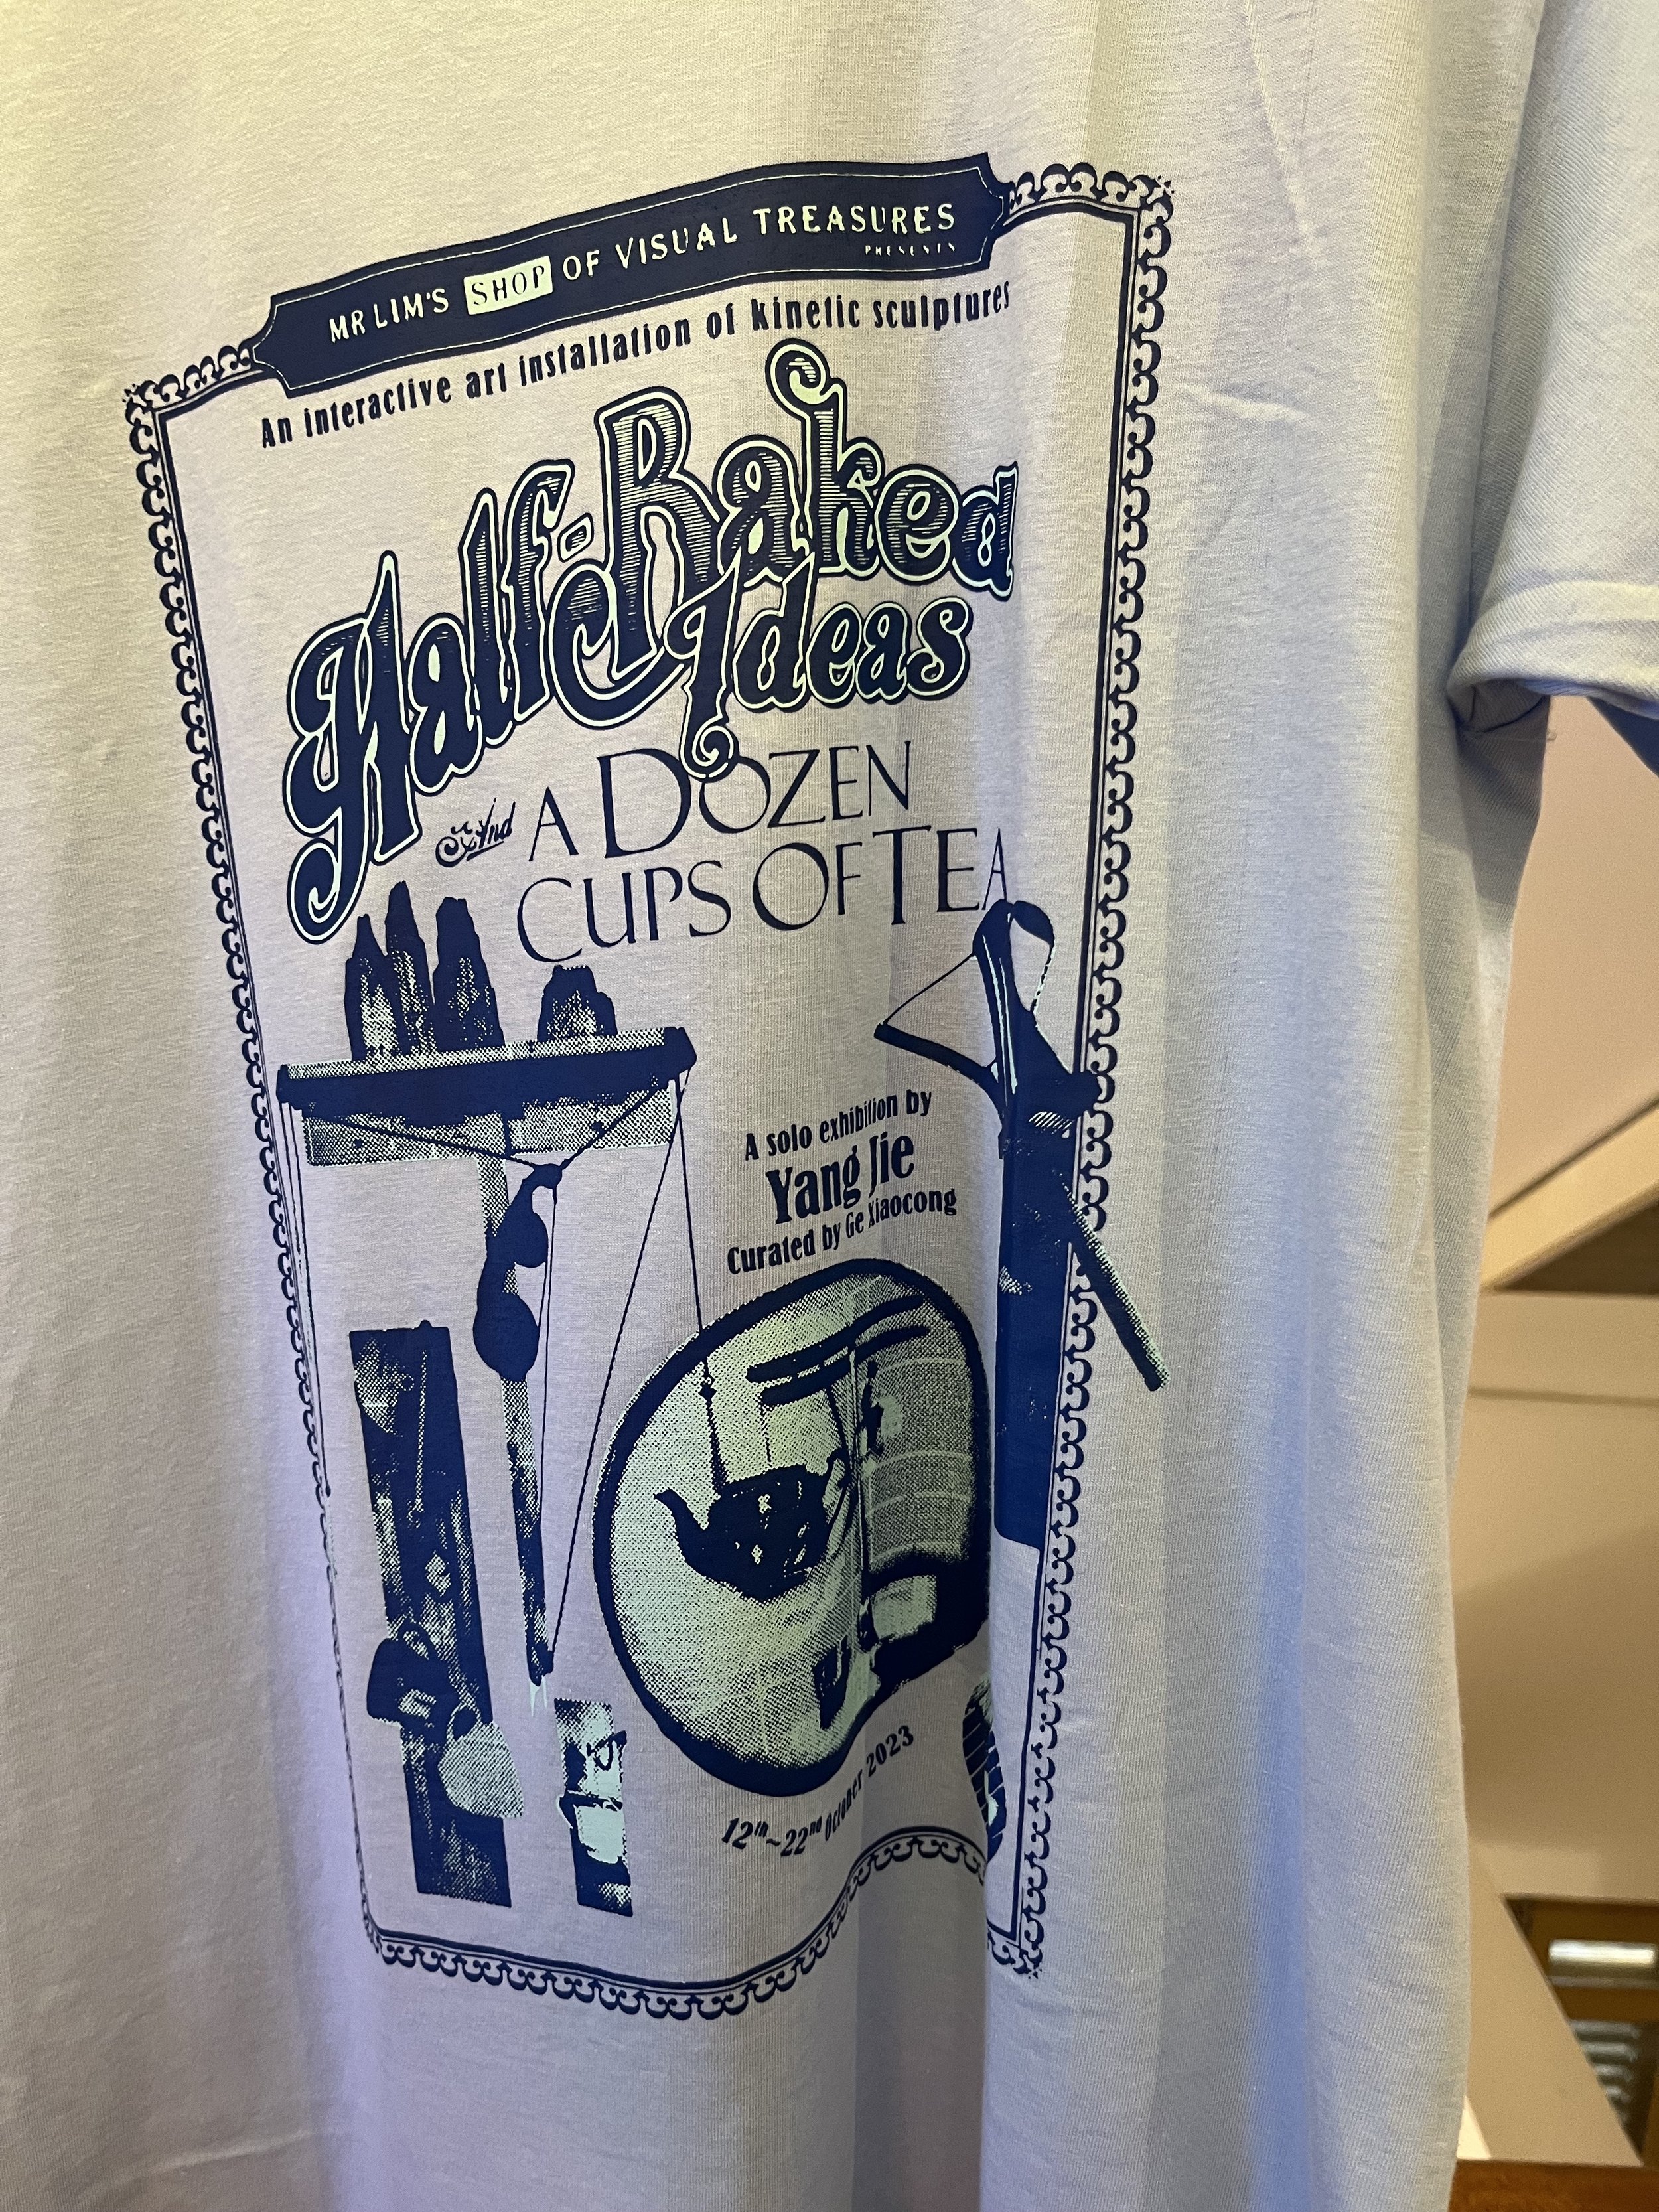 MR LIM'S SHOP OF VISUAL TREASURES
PRESENTS
An interactive art installation of kinetic sculptures
Half-Baked
Ideas
And A DOZEN
CUPS OF TEA
A solo exhibition by
Yang Jie
Curated by Ge Xiaocong
12th~22nd October 2023